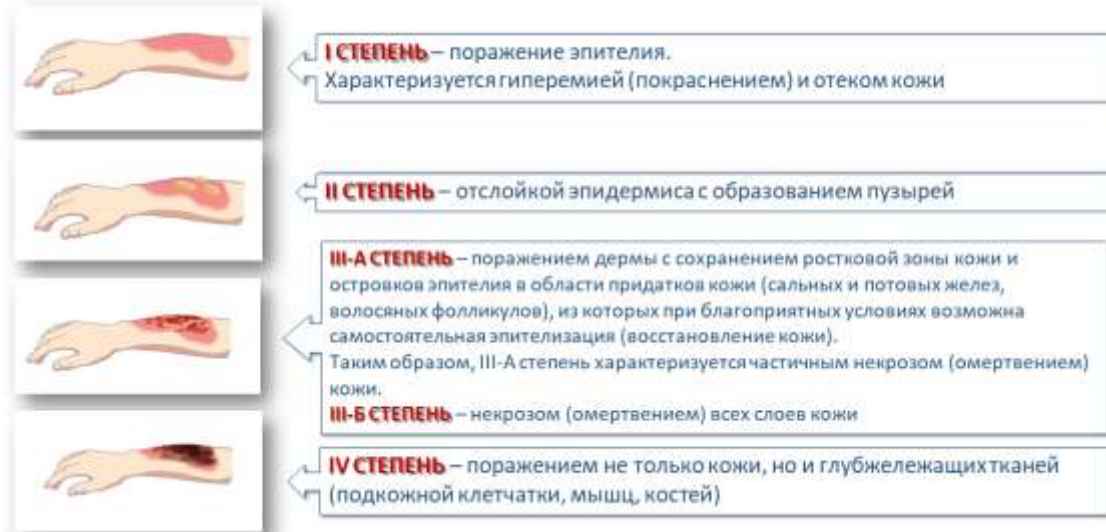 I СТЕПЕНЬ – поражение эпителия.
Характеризуется гиперемией (покраснением) и отеком кожи
II СТЕПЕНЬ – отслойкой эпидермиса с образованием пузырей
III-А СТЕПЕНЬ – поражением дермы с сохранением ростковой зоны кожи и
островков эпителия в области придатков кожи (сальных и потовых желез,
волосяных фолликулов), из которых при благоприятных условиях возможна
самостоятельная эпителизация (восстановление кожи).
Таким образом, III-А степень характеризуется частичным некрозом (омертвением)
кожи.
III-Б СТЕПЕНЬ – некрозом (омертвением) всех слоев кожи
IV СТЕПЕНЬ – поражением не только кожи, но и глубжележащих тканей
(подкожной клетчатки, мышц, костей)